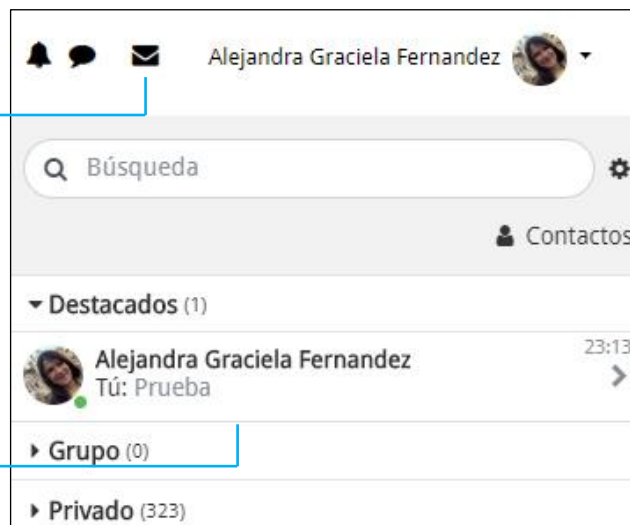 Alejandra Graciela Fernandez
Búsqueda
Contactos
Destacados (1)
Alejandra Graciela Fernandez 23:13
Tú: Prueba
Grupo (0)
Privado (323)